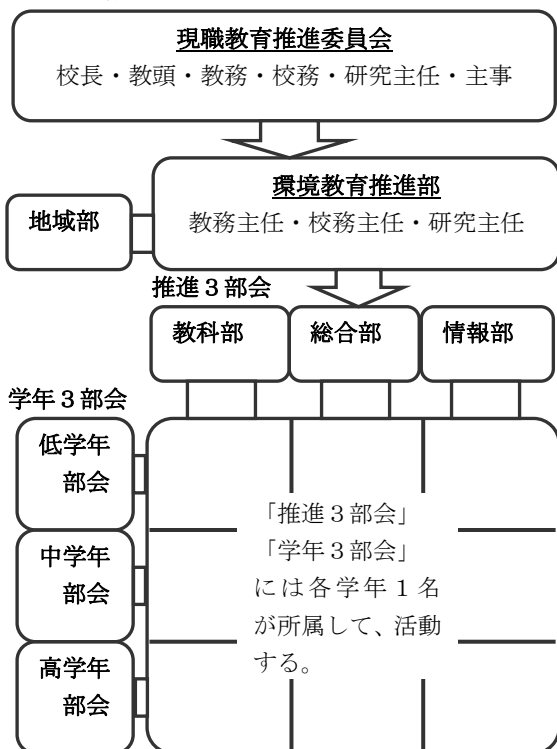 現職教育推進委員会
校長・教頭・教務・校務・研究主任・主事
環境教育推進部
教務主任・校務主任・研究主任
地域部
推進３部会
教科部
総合部
情報部
学年３部会
低学年
部会
中学年
部会
高学年
部会
「推進３部会」
「学年３部会」
には各学年１名
が所属して、活動
する。